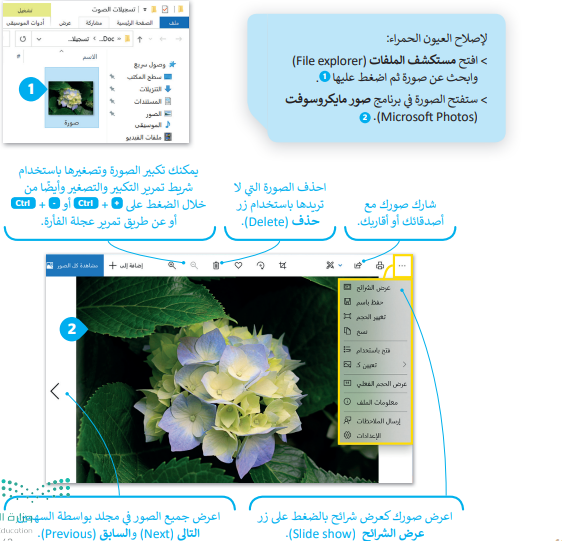 لإصلاح العيون الحمراء:
> افتح مستكشف الملفات (File explorer)
وابحث عن صورة ثم اضغط عليها 1.
> ستفتح الصورة في برنامج صور مايكروسوفت
(Microsoft Photos). 2
تسجيلات الصوت
تشغيل
ملف
الصفحة الرئيسية
مشاركة
عرض
أدوات الموسيقى
تسجيلا... « Doc...
الاسم
#
وصول سريع
سطح المكتب
التنزيلات
المستندات
الصور
الموسيقى
ملفات الفيديو
صورة
1
يمكنك تكبير الصورة وتصغيرها باستخدام
شريط تمرير التكبير والتصغير وأيضًا من
خلال الضغط على + + Ctrl أو - + Ctrl
أو عن طريق تمرير عجلة الفأرة.
احذف الصورة التي لا
تريدها باستخدام زر
حذف (Delete).
شارك صورك مع
أصدقائك أو أقاربك.
مشاهدة كل الصور
إضافة إلى
2
عرض الشرائح
حفظ باسم
تغيير الحجم
نسخ
فتح باستخدام
تعيين كـ
عرض الحجم الفعلي
معلومات الملف
إرسال الملاحظات
الإعدادات
اعرض صورك كعرض شرائح بالضغط على زر
عرض الشرائح (Slide show).
اعرض جميع الصور في مجلد بواسطة السهمين
التالي (Next) والسابق (Previous).